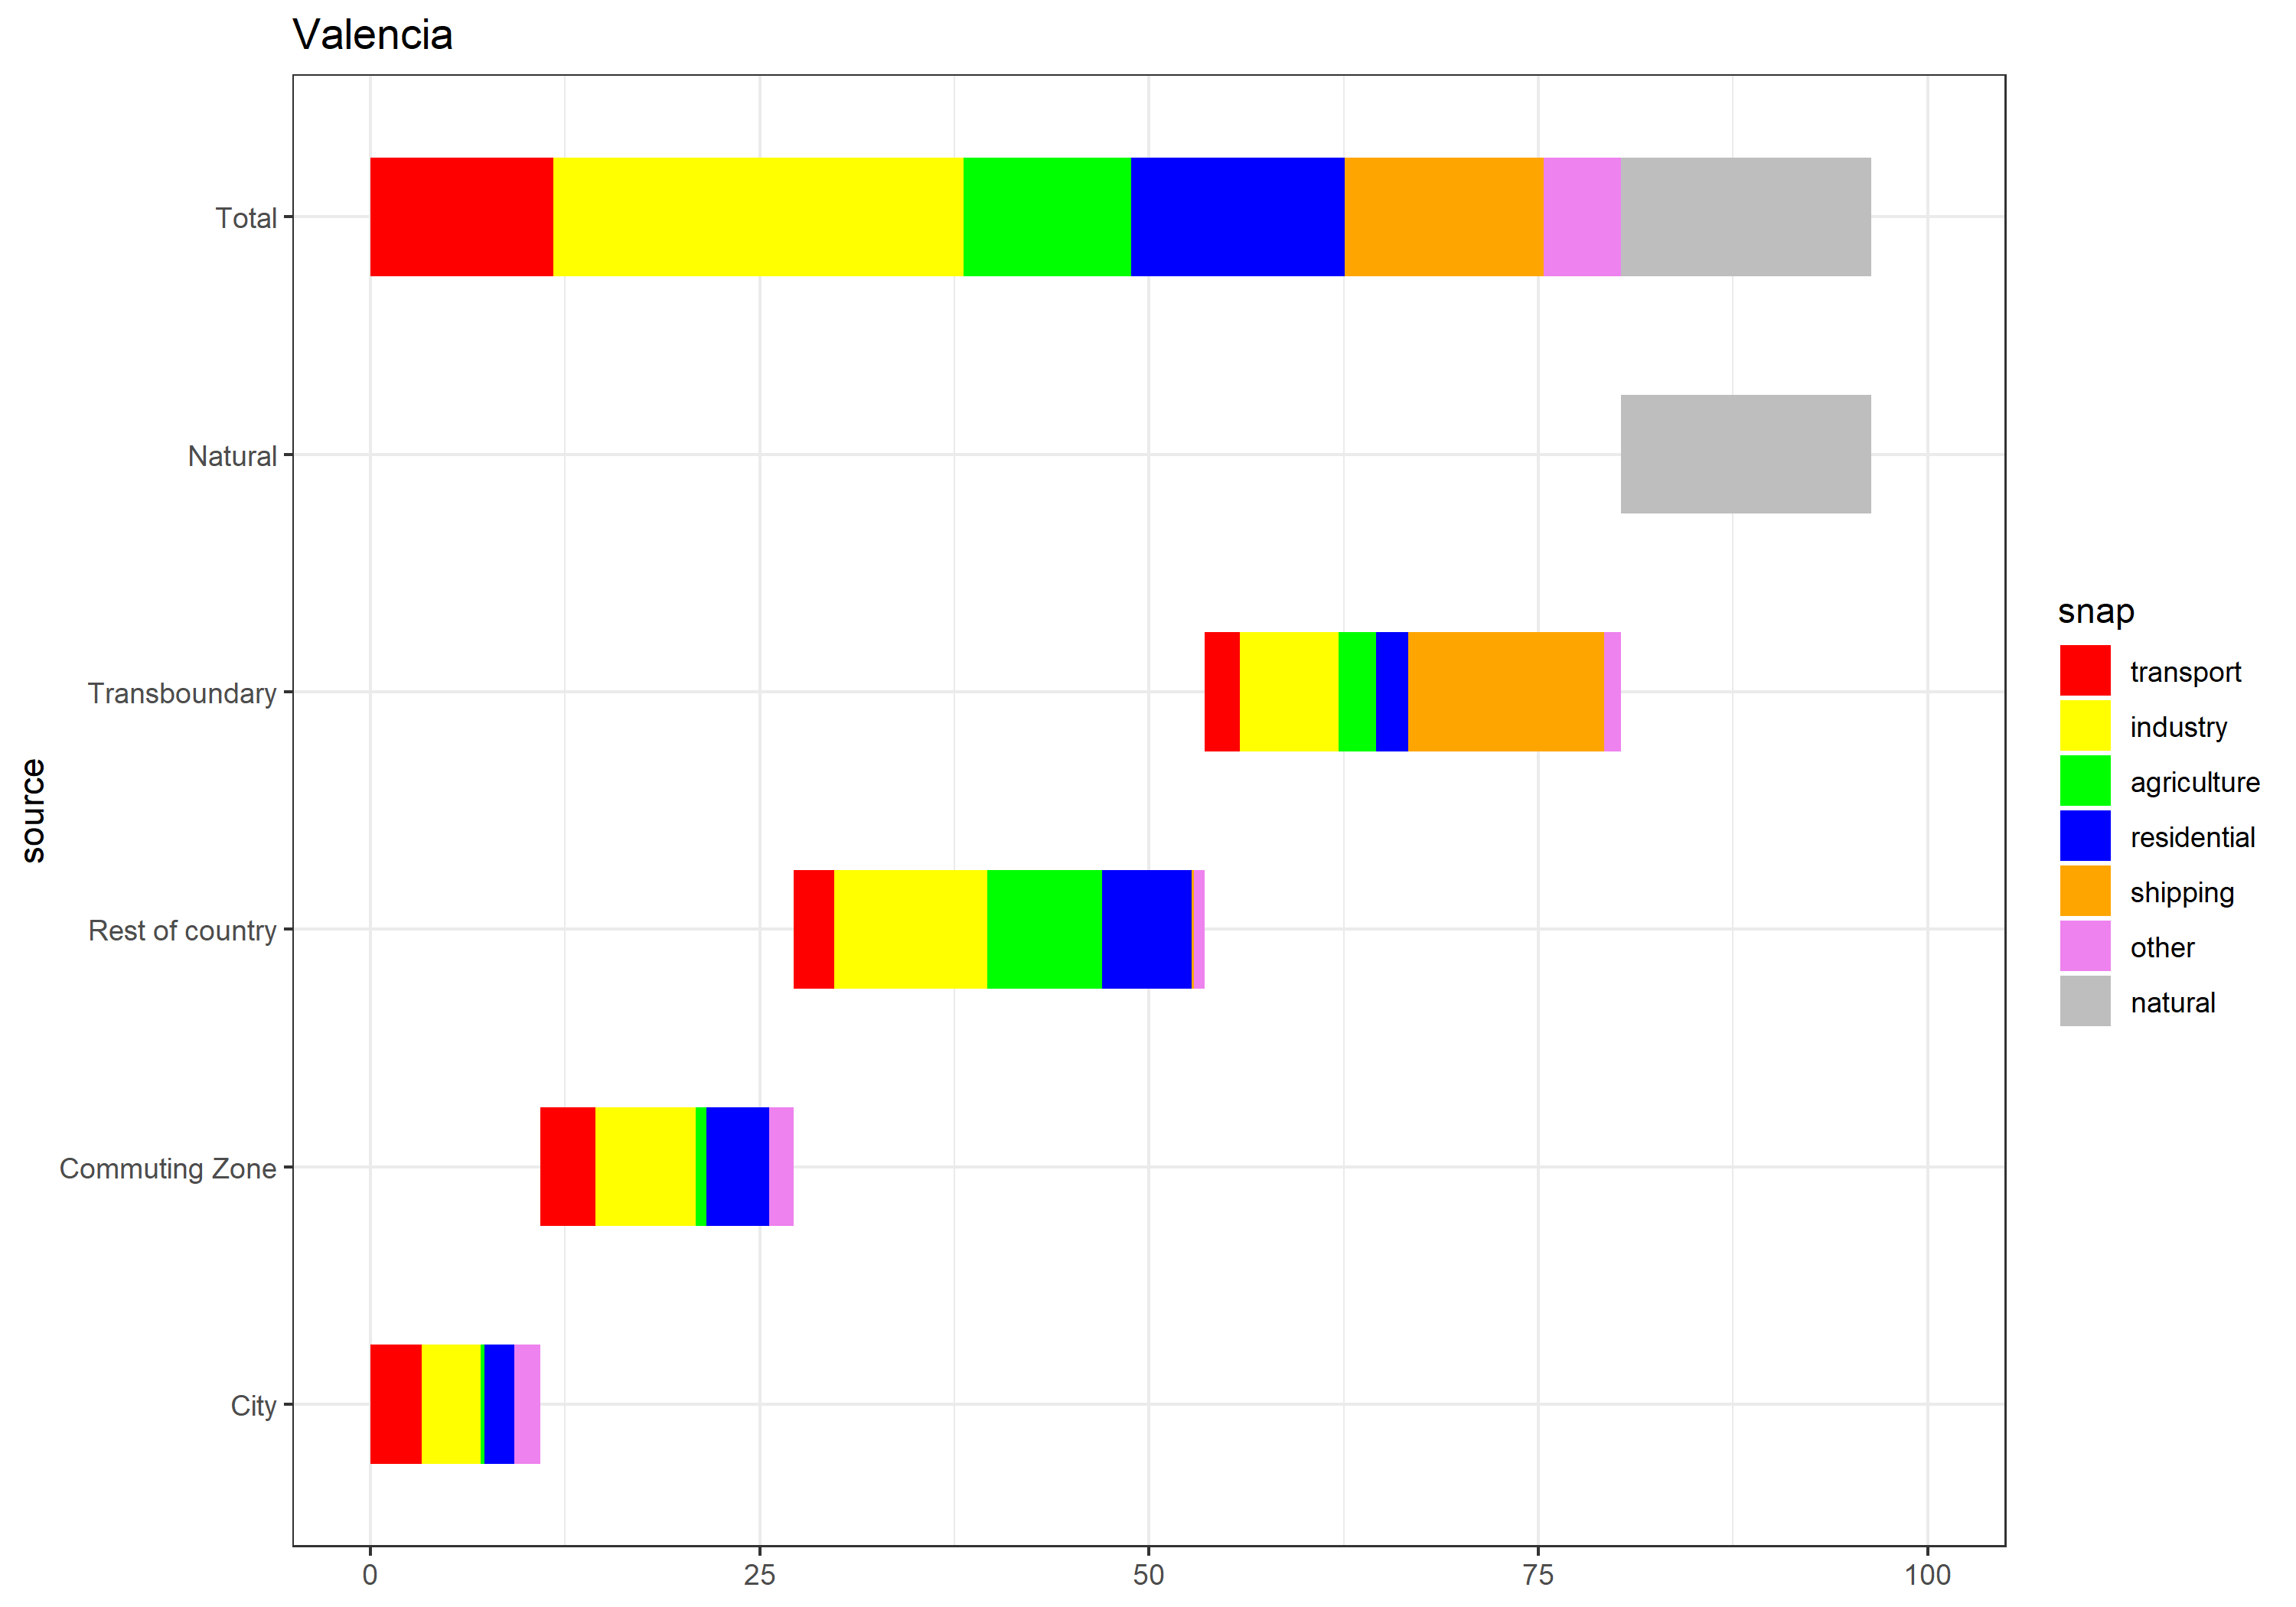 Valencia
Total
Natural
Transboundary
Rest of country
Commuting Zone
City
source
0 25 50 75 100
snap
transport
industry
agriculture
residential
shipping
other
natural